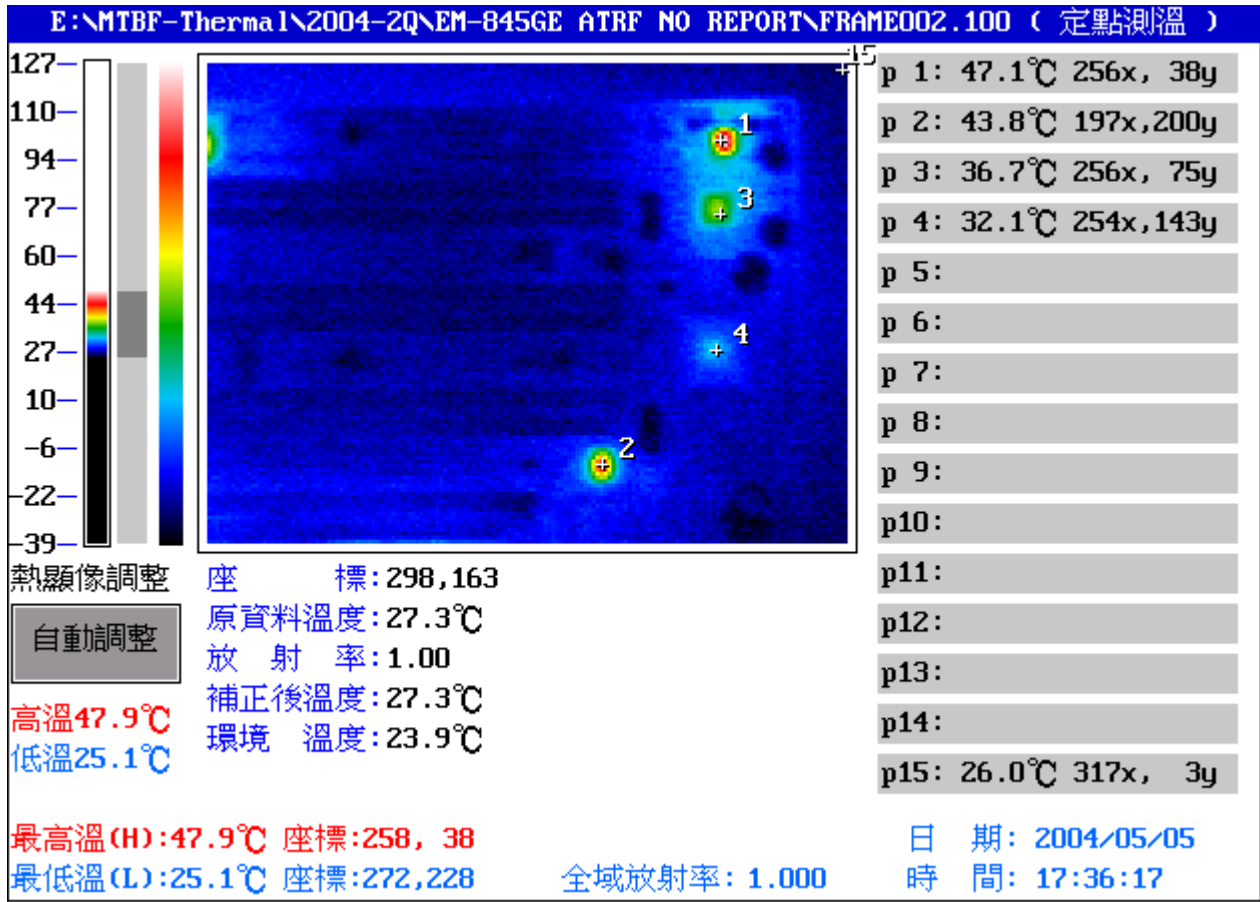 E:\MTBF-Thermal\2004-2Q\EM-845GE ATRF NO REPORT\FRAME002.100 ( 定點測溫 )
127
110
94
77
60
44
27
10
-6
-22
-39
15
1
3
4
2
p 1: 47.1℃ 256x, 38y
p 2: 43.8℃ 197x,200y
p 3: 36.7℃ 256x, 75y
p 4: 32.1℃ 254x,143y
p 5:
p 6:
p 7:
p 8:
p 9:
p10:
p11:
p12:
p13:
p14:
p15: 26.0℃ 317x, 3y
熱顯像調整
自動調整
高溫47.9℃
低溫25.1℃
座 標:298,163
原資料溫度:27.3℃
放 射 率:1.00
補正後溫度:27.3℃
環境 溫度:23.9℃
最高溫(H):47.9℃ 座標:258, 38
最低溫(L):25.1℃ 座標:272,228
全域放射率: 1.000
日 期: 2004/05/05
時 間: 17:36:17